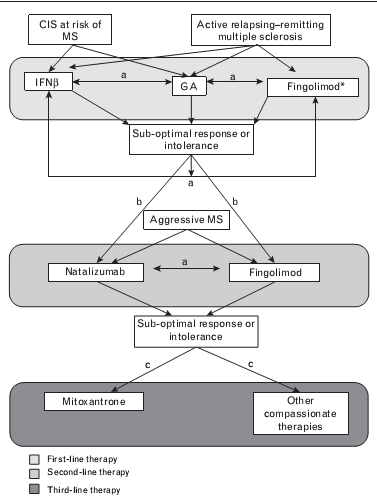 CIS at risk of
MS
Active relapsing–remitting
multiple sclerosis
IFNβ
a
GA
a
Fingolimod*
Sub-optimal response or
intolerance
a
b
b
Aggressive MS
Natalizumab
a
Fingolimod
Sub-optimal response or
intolerance
c
c
Mitoxantrone
Other
compassionate
therapies
First-line therapy
Second-line therapy
Third-line therapy